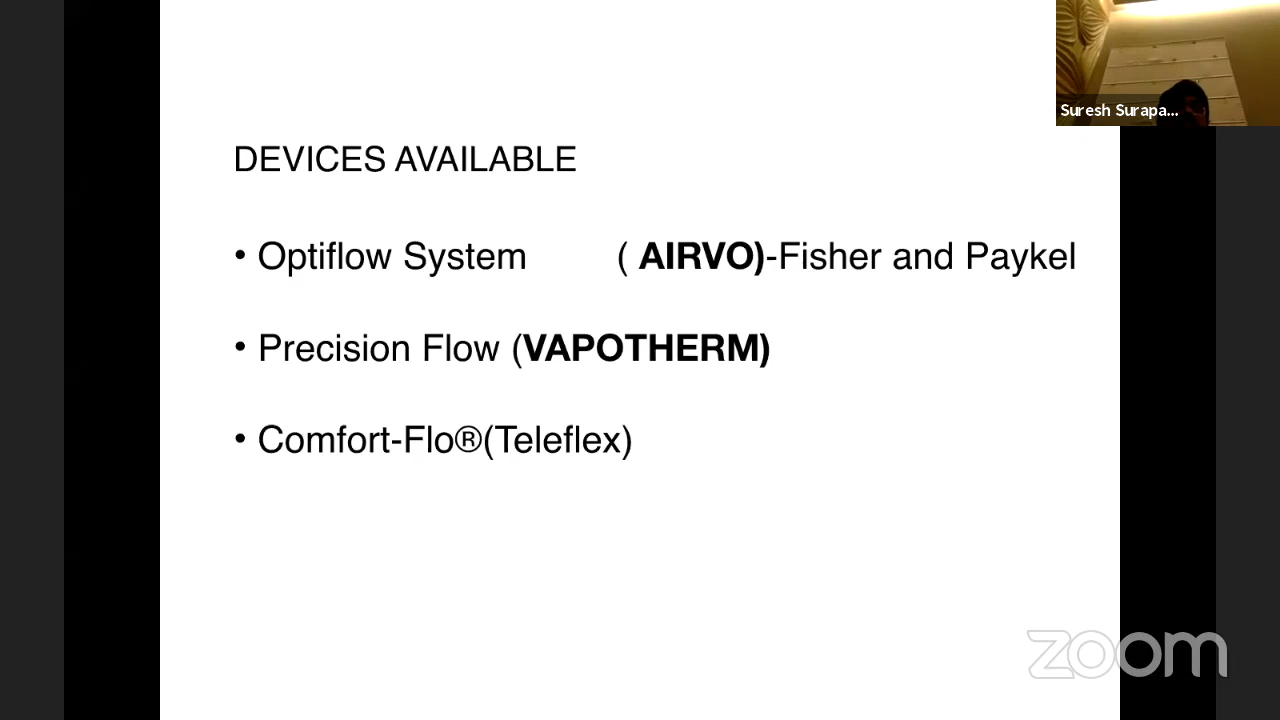 Suresh Surapa...
DEVICES AVAILABLE
• Optiflow System ( AIRVO)-Fisher and Paykel
• Precision Flow (VAPOTHERM)
• Comfort-Flo®(Teleflex)
zoom